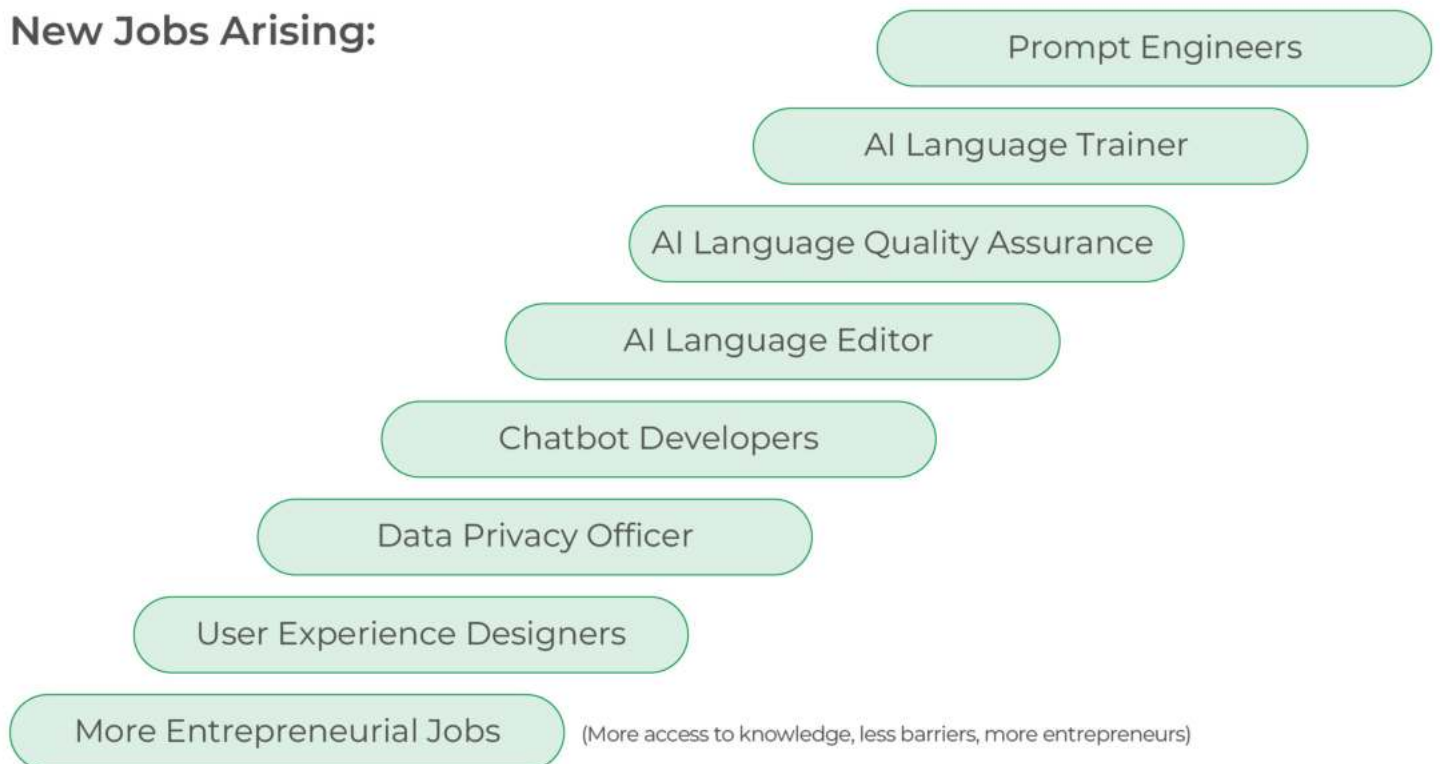 New Jobs Arising:
Prompt Engineers
AI Language Trainer
AI Language Quality Assurance
AI Language Editor
Chatbot Developers
Data Privacy Officer
User Experience Designers
More Entrepreneurial Jobs
(More access to knowledge, less barriers, more entrepreneurs)